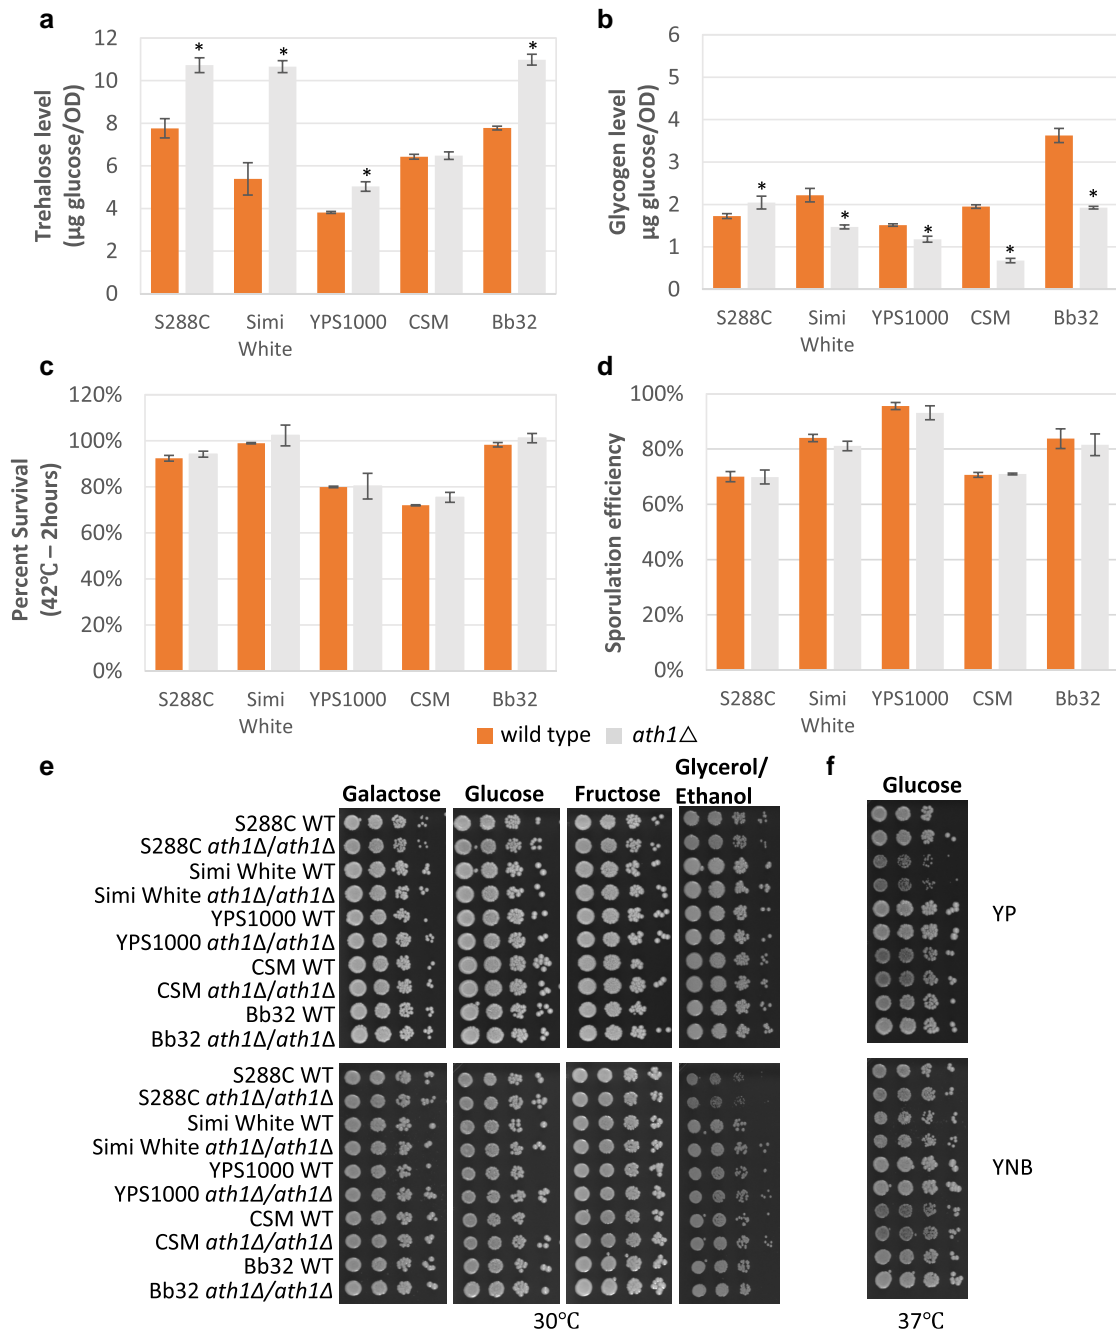 a
Trehalose level
(µg glucose/OD)
12
10
8
6
4
2
0
*
*
*
*
S288C
Simi
White
YPS1000
CSM
Bb32
b
Glycogen level
µg glucose/OD)
6
5
4
3
2
1
0
*
*
*
*
*
S288C
Simi
White
YPS1000
CSM
Bb32
c
Percent Survival
(42℃ – 2hours)
120%
100%
80%
60%
40%
20%
0%
S288C
Simi
White
YPS1000
CSM
Bb32
d
Sporulation efficiency
100%
80%
60%
40%
20%
0%
S288C
Simi
White
YPS1000
CSM
Bb32
wild type
ath1△
e
Galactose
Glucose
Fructose
Glycerol/
Ethanol
S288C WT
S288C ath1Δ/ath1Δ
Simi White WT
Simi White ath1Δ/ath1Δ
YPS1000 WT
YPS1000 ath1Δ/ath1Δ
CSM WT
CSM ath1Δ/ath1Δ
Bb32 WT
Bb32 ath1Δ/ath1Δ
S288C WT
S288C ath1Δ/ath1Δ
Simi White WT
Simi White ath1Δ/ath1Δ
YPS1000 WT
YPS1000 ath1Δ/ath1Δ
CSM WT
CSM ath1Δ/ath1Δ
Bb32 WT
Bb32 ath1Δ/ath1Δ
30℃
f
Glucose
YP
YNB
37℃